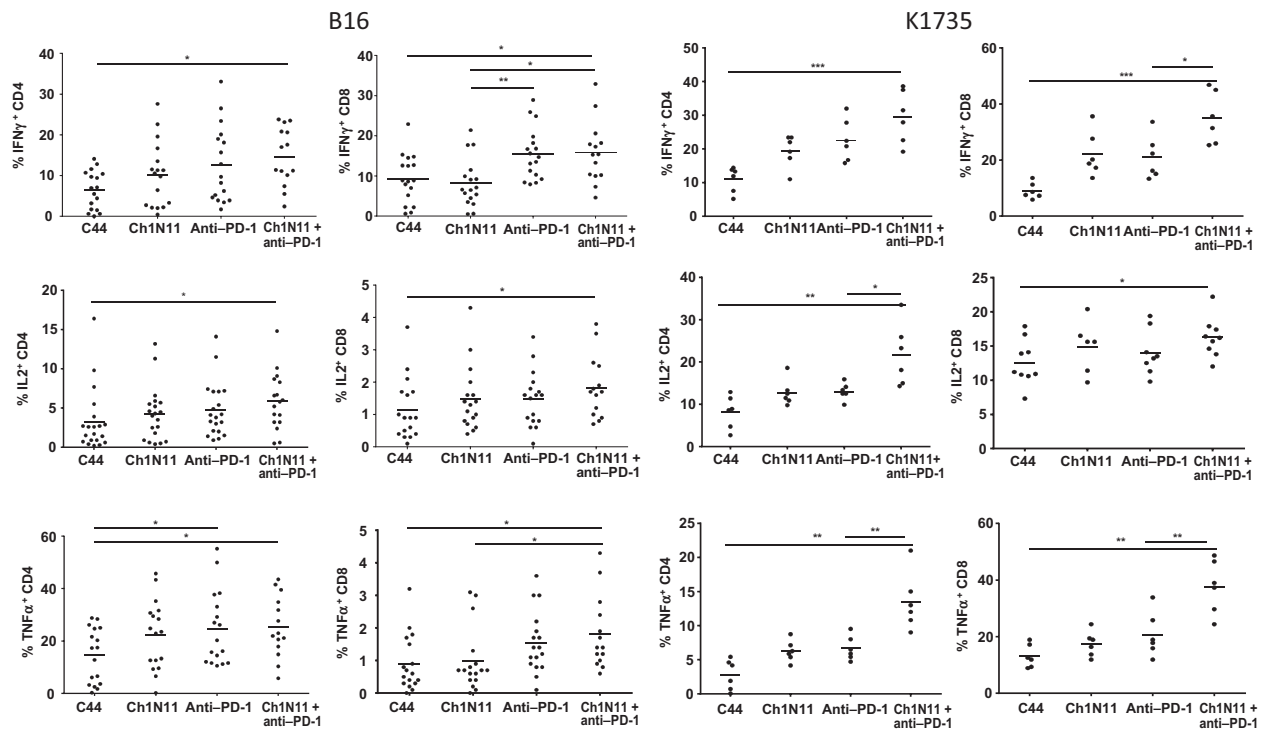 B16
K1735
% IFNγ+ CD4
40
30
20
10
0
*
C44
Ch1N11
Anti–PD-1
Ch1N11 +
anti–PD-1
% IFNγ+ CD8
40
30
20
10
0
*
*
**
C44
Ch1N11
Anti–PD-1
Ch1N11 +
anti–PD-1
% IFNγ+ CD4
50
40
30
20
10
0
***
C44
Ch1N11
Anti–PD-1
Ch1N11 +
anti–PD-1
% IFNγ+ CD8
60
40
20
0
***
*
C44
Ch1N11
Anti–PD-1
Ch1N11 +
anti–PD-1
% IL2+ CD4
20
15
10
5
0
*
C44
Ch1N11
Anti–PD-1
Ch1N11 +
anti–PD-1
% IL2+ CD8
5
4
3
2
1
0
*
C44
Ch1N11
Anti–PD-1
Ch1N11 +
anti–PD-1
% IL2+ CD4
40
30
20
10
0
**
*
C44
Ch1N11
Anti–PD-1
Ch1N11+
anti–PD-1
% IL2+ CD8
25
20
15
10
5
0
*
C44
Ch1N11
Anti–PD-1
Ch1N11 +
anti–PD-1
% TNFα+ CD4
60
40
20
0
*
*
C44
Ch1N11
Anti–PD-1
Ch1N11 +
anti–PD-1
% TNFα+ CD8
5
4
3
2
1
0
*
*
C44
Ch1N11
Anti–PD-1
Ch1N11 +
anti–PD-1
% TNFα+ CD4
25
20
15
10
5
0
**
**
C44
Ch1N11
Anti–PD-1
Ch1N11 +
anti–PD-1
% TNFα+ CD8
60
40
20
0
**
**
C44
Ch1N11
Anti–PD-1
Ch1N11 +
anti–PD-1